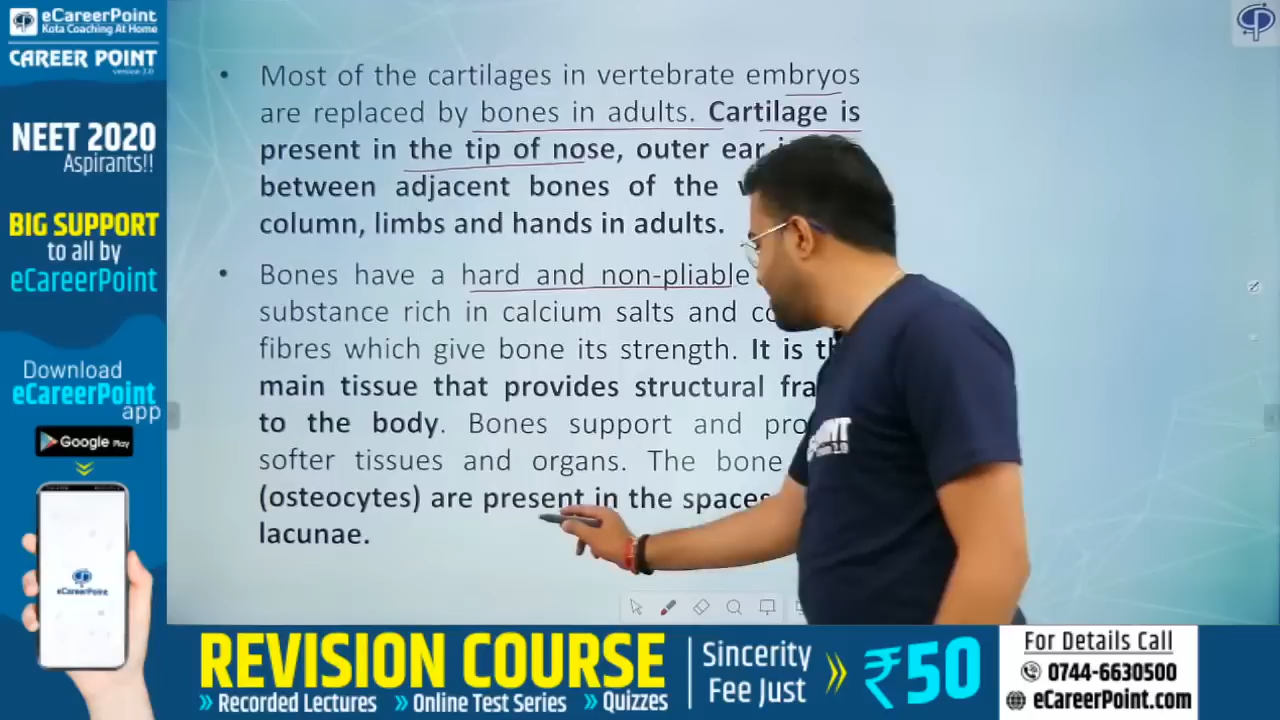 eCareerPoint
Kota Coaching At Home
CAREER POINT
version 2.0
NEET 2020
Aspirants!!
BIG SUPPORT
to all by
eCareerPoint
Download
eCareerPoint
app
Google Play
eCareerPoint
• Most of the cartilages in vertebrate embryos
are replaced by bones in adults. Cartilage is
present in the tip of nose, outer ear
between adjacent bones of the
column, limbs and hands in adults.
• Bones have a hard and non-pliable
substance rich in calcium salts and
fibres which give bone its strength. It is
main tissue that provides structural
to the body. Bones support and
softer tissues and organs. The bone
(osteocytes) are present in the spaces
lacunae.
REVISION COURSE
» Recorded Lectures » Online Test Series » Quizzes
Sincerity
Fee Just
» ₹50
For Details Call
0744-6630500
eCareerPoint.com